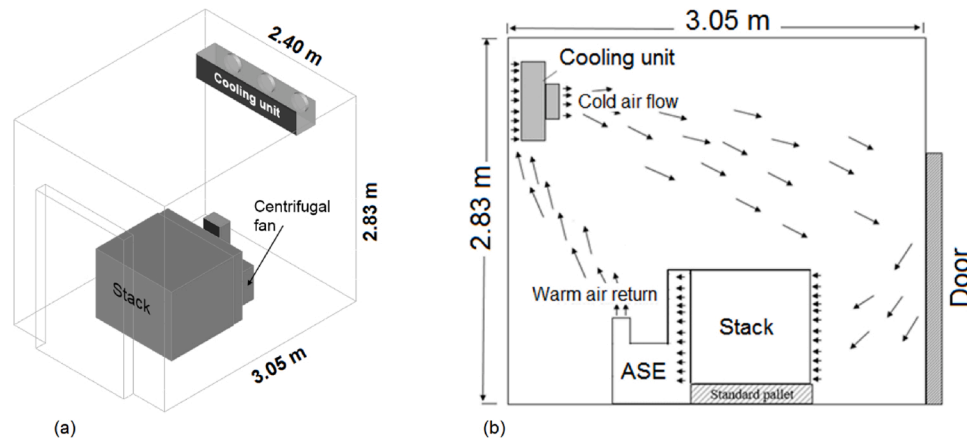 2.40 m
Cooling unit
Centrifugal
fan
2.83 m
Stack
3.05 m
(a)
3.05 m
Cooling unit
Cold air flow
2.83 m
Warm air return
Stack
ASE
Standard pallet
Door
(b)